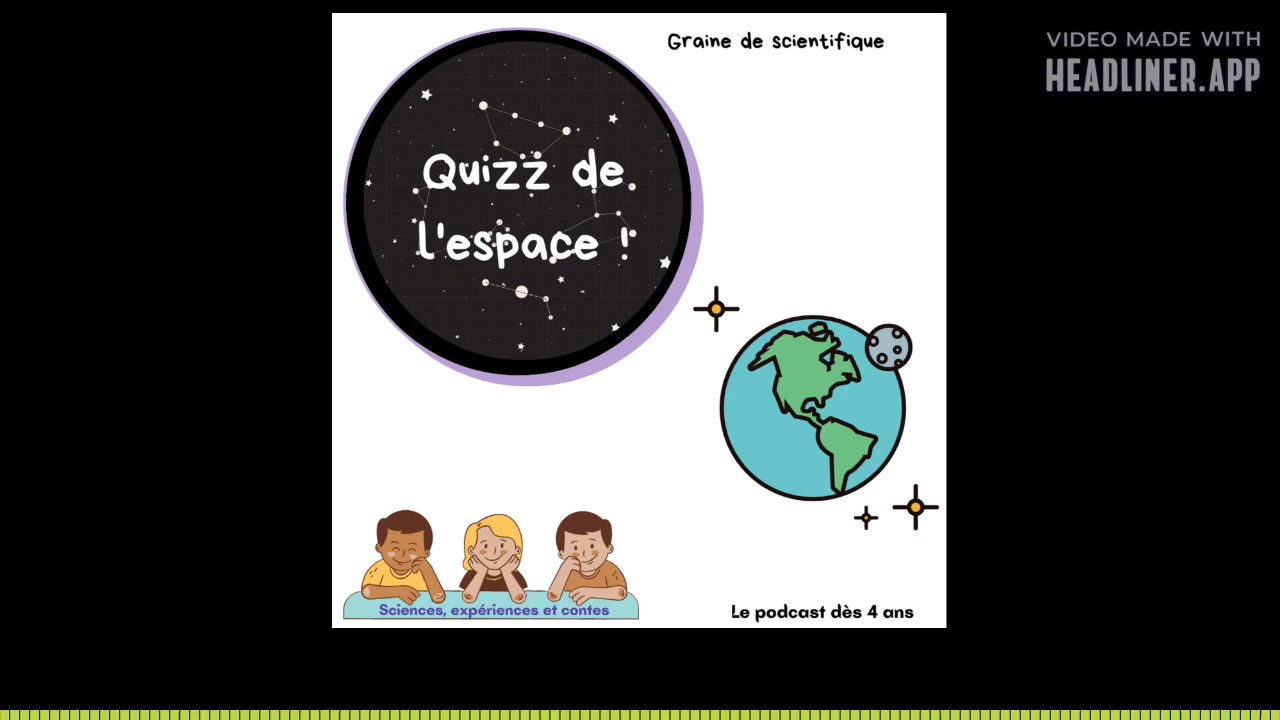 Graine de scientifique
VIDEO MADE WITH
HEADLINER.APP
Quizz de
l'espace !
Sciences, expériences et contes
Le podcast dès 4 ans